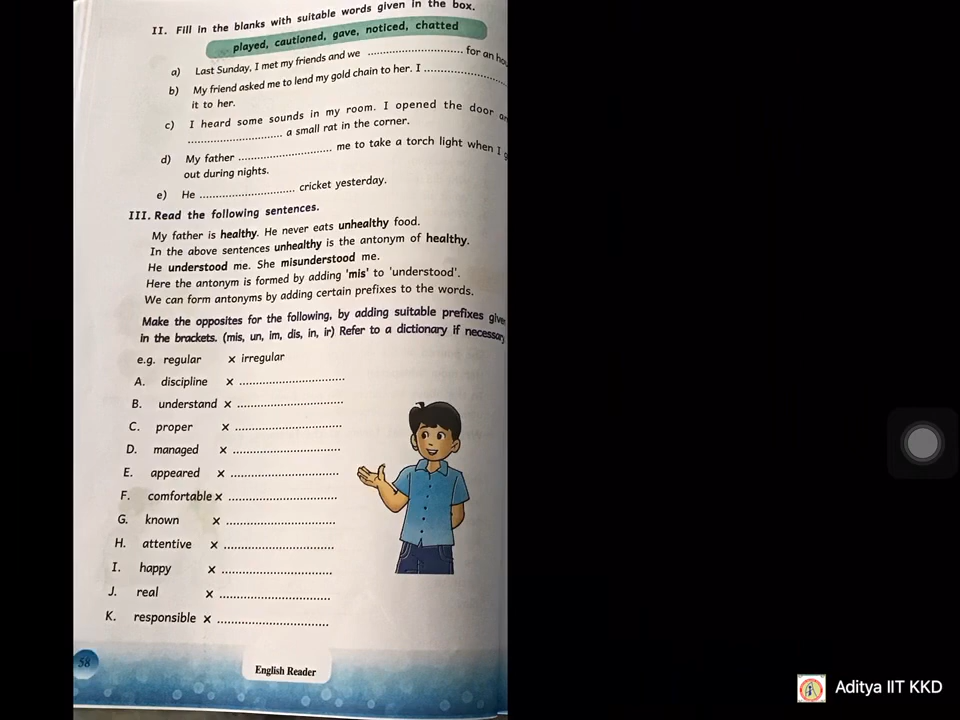 II. Fill in the blanks with suitable words given in the box.
played, cautioned, gave, noticed, chatted
a) Last Sunday, I met my friends and we .............................. for an
b) My friend asked me to lend my gold chain to her. I ..........................
it to her.
c) I heard some sounds in my room. I opened the door
.............................. a small rat in the corner.
d) My father .............................. me to take a torch light when I
out during nights.
e) He .............................. cricket yesterday.
III. Read the following sentences.
My father is healthy. He never eats unhealthy food.
In the above sentences unhealthy is the antonym of healthy.
He understood me. She misunderstood me.
Here the antonym is formed by adding 'mis' to 'understood'.
We can form antonyms by adding certain prefixes to the words.
Make the opposites for the following, by adding suitable prefixes
in the brackets. (mis, un, im, dis, in, ir) Refer to a dictionary if
e.g. regular x irregular
A. discipline x ..............................
B. understand x ..............................
C. proper x ..............................
D. managed x ..............................
E. appeared x ..............................
F. comfortable x ..............................
G. known x ..............................
H. attentive x ..............................
I. happy x ..............................
J. real x ..............................
K. responsible x ..............................
58
English Reader
Aditya IIT KKD